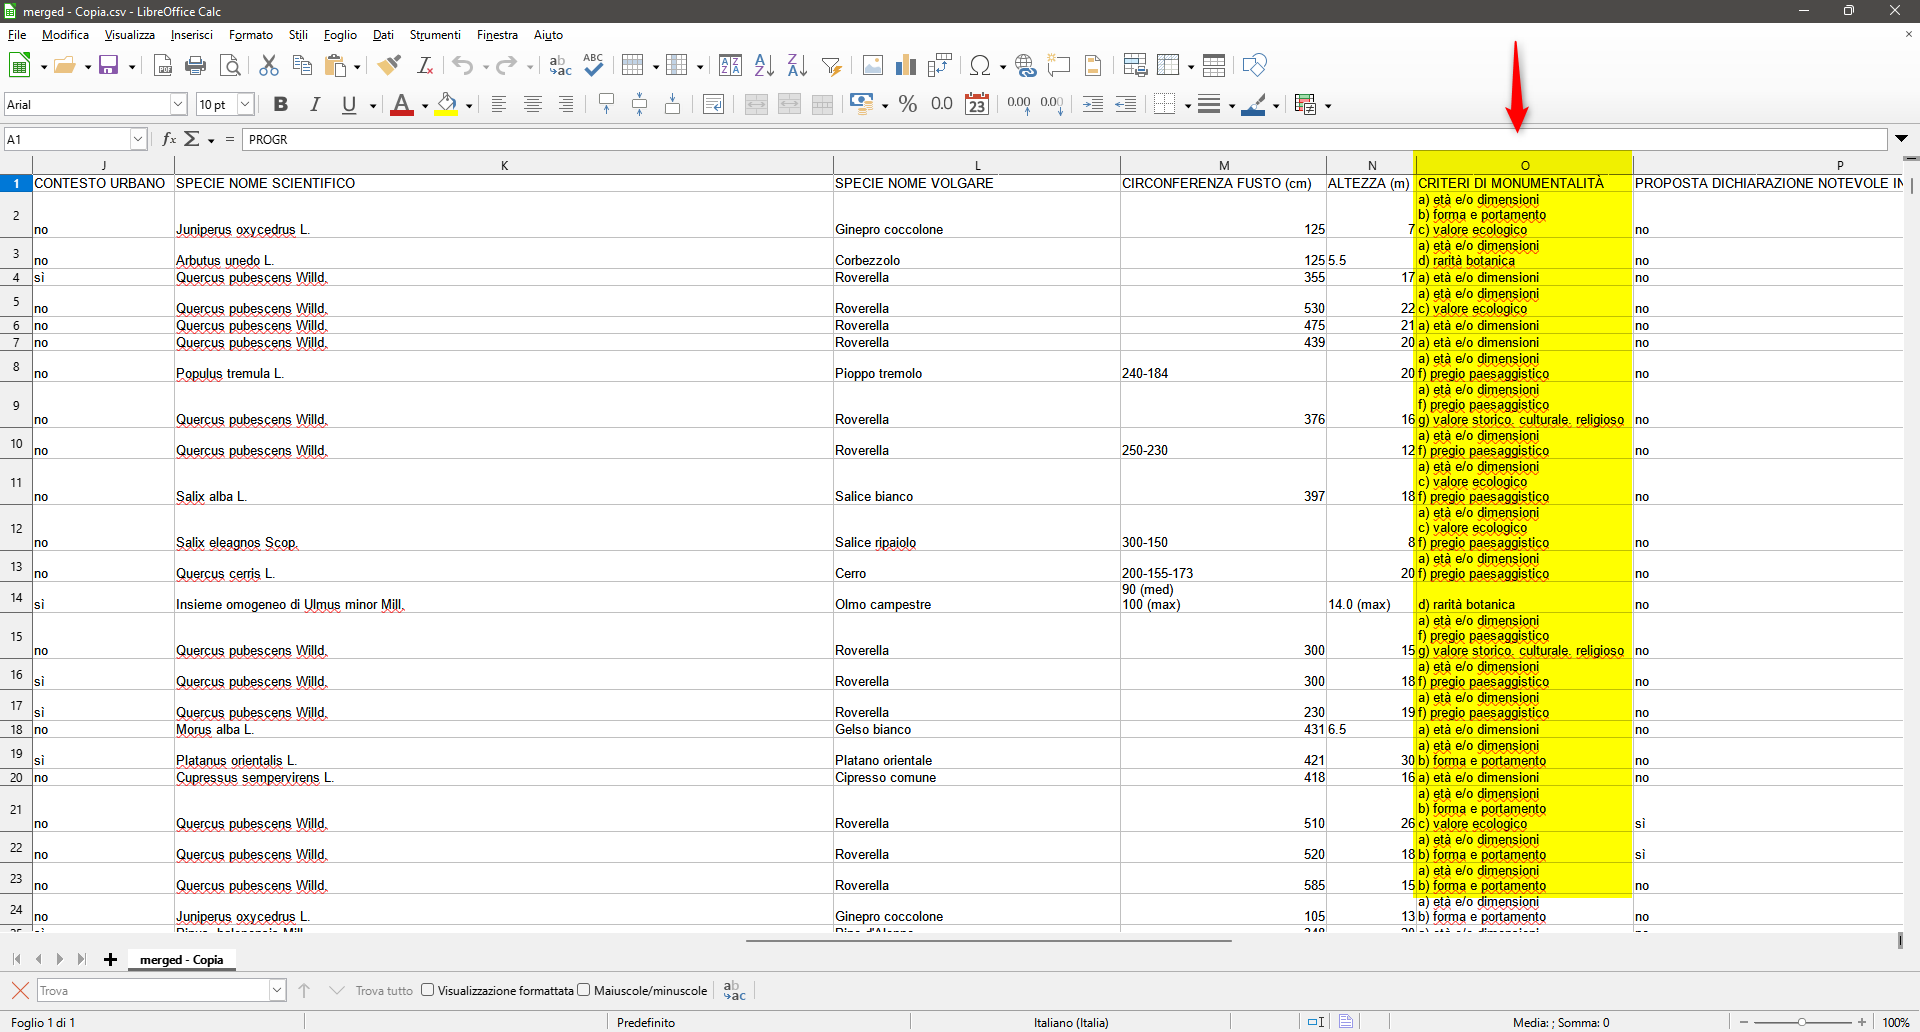 merged - Copia.csv - LibreOffice Calc
File Modifica Visualizza Inserisci Formato Stili Foglio Dati Strumenti Finestra Aiuto
Arial 10 pt
A1 PROGR
J K L M N O P
1 CONTESTO URBANO SPECIE NOME SCIENTIFICO SPECIE NOME VOLGARE CIRCONFERENZA FUSTO (cm) ALTEZZA (m) CRITERI DI MONUMENTALITÀ PROPOSTA DICHIARAZIONE NOTEVOLE IN
a) età e/o dimensioni
b) forma e portamento
2 no Juniperus oxycedrus L. Ginepro coccolone 125 7 c) valore ecologico no
a) età e/o dimensioni
3 no Arbutus unedo L. Corbezzolo 125 5.5 d) rarità botanica no
4 sì Quercus pubescens Willd. Roverella 355 17 a) età e/o dimensioni no
a) età e/o dimensioni
5 no Quercus pubescens Willd. Roverella 530 22 c) valore ecologico no
6 no Quercus pubescens Willd. Roverella 475 21 a) età e/o dimensioni no
7 no Quercus pubescens Willd. Roverella 439 20 a) età e/o dimensioni no
a) età e/o dimensioni
8 no Populus tremula L. Pioppo tremolo 240-184 20 f) pregio paesaggistico no
a) età e/o dimensioni
f) pregio paesaggistico
9 no Quercus pubescens Willd. Roverella 376 16 g) valore storico, culturale, religioso no
a) età e/o dimensioni
10 no Quercus pubescens Willd. Roverella 250-230 12 f) pregio paesaggistico no
a) età e/o dimensioni
c) valore ecologico
11 no Salix alba L. Salice bianco 397 18 f) pregio paesaggistico no
a) età e/o dimensioni
c) valore ecologico
12 no Salix eleagnos Scop. Salice ripaiolo 300-150 8 f) pregio paesaggistico no
a) età e/o dimensioni
13 no Quercus cerris L. Cerro 200-155-173 20 f) pregio paesaggistico no
90 (med)
14 sì Insieme omogeneo di Ulmus minor Mill. Olmo campestre 100 (max) 14.0 (max) d) rarità botanica no
a) età e/o dimensioni
f) pregio paesaggistico
15 no Quercus pubescens Willd. Roverella 300 15 g) valore storico, culturale, religioso no
a) età e/o dimensioni
16 sì Quercus pubescens Willd. Roverella 300 18 f) pregio paesaggistico no
a) età e/o dimensioni
17 sì Quercus pubescens Willd. Roverella 230 19 f) pregio paesaggistico no
18 no Morus alba L. Gelso bianco 431 6.5 a) età e/o dimensioni no
a) età e/o dimensioni
19 sì Platanus orientalis L. Platano orientale 421 30 b) forma e portamento no
20 no Cupressus sempervirens L. Cipresso comune 418 16 a) età e/o dimensioni no
a) età e/o dimensioni
b) forma e portamento
21 no Quercus pubescens Willd. Roverella 510 26 c) valore ecologico sì
a) età e/o dimensioni
22 no Quercus pubescens Willd. Roverella 520 18 b) forma e portamento sì
a) età e/o dimensioni
23 no Quercus pubescens Willd. Roverella 585 15 b) forma e portamento no
a) età e/o dimensioni
24 no Juniperus oxycedrus L. Ginepro coccolone 105 13 b) forma e portamento no
merged - Copia
Trova Trova tutto Visualizzazione formattata Maiuscole/minuscole
Foglio 1 di 1 Predefinito Italiano (Italia) Media: ; Somma: 0 100%